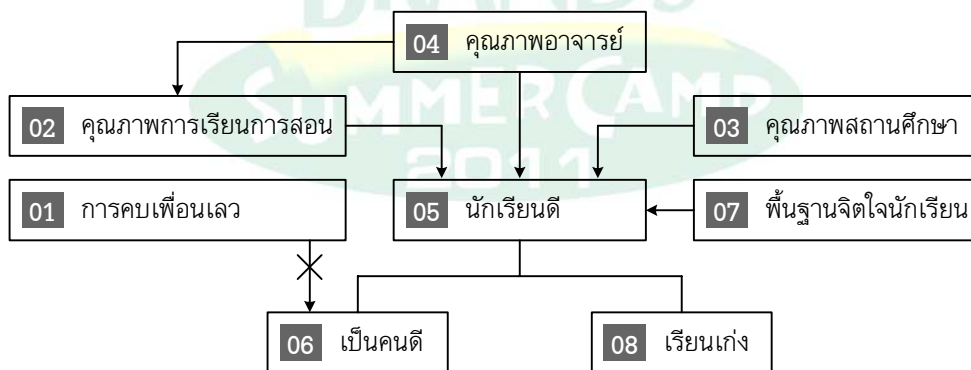 BRAND'S
SUMMER CAMP
2011
04 คุณภาพอาจารย์
02 คุณภาพการเรียนการสอน
03 คุณภาพสถานศึกษา
01 การคบเพื่อนเลว
05 นักเรียนดี
07 พื้นฐานจิตใจนักเรียน
06 เป็นคนดี
08 เรียนเก่ง